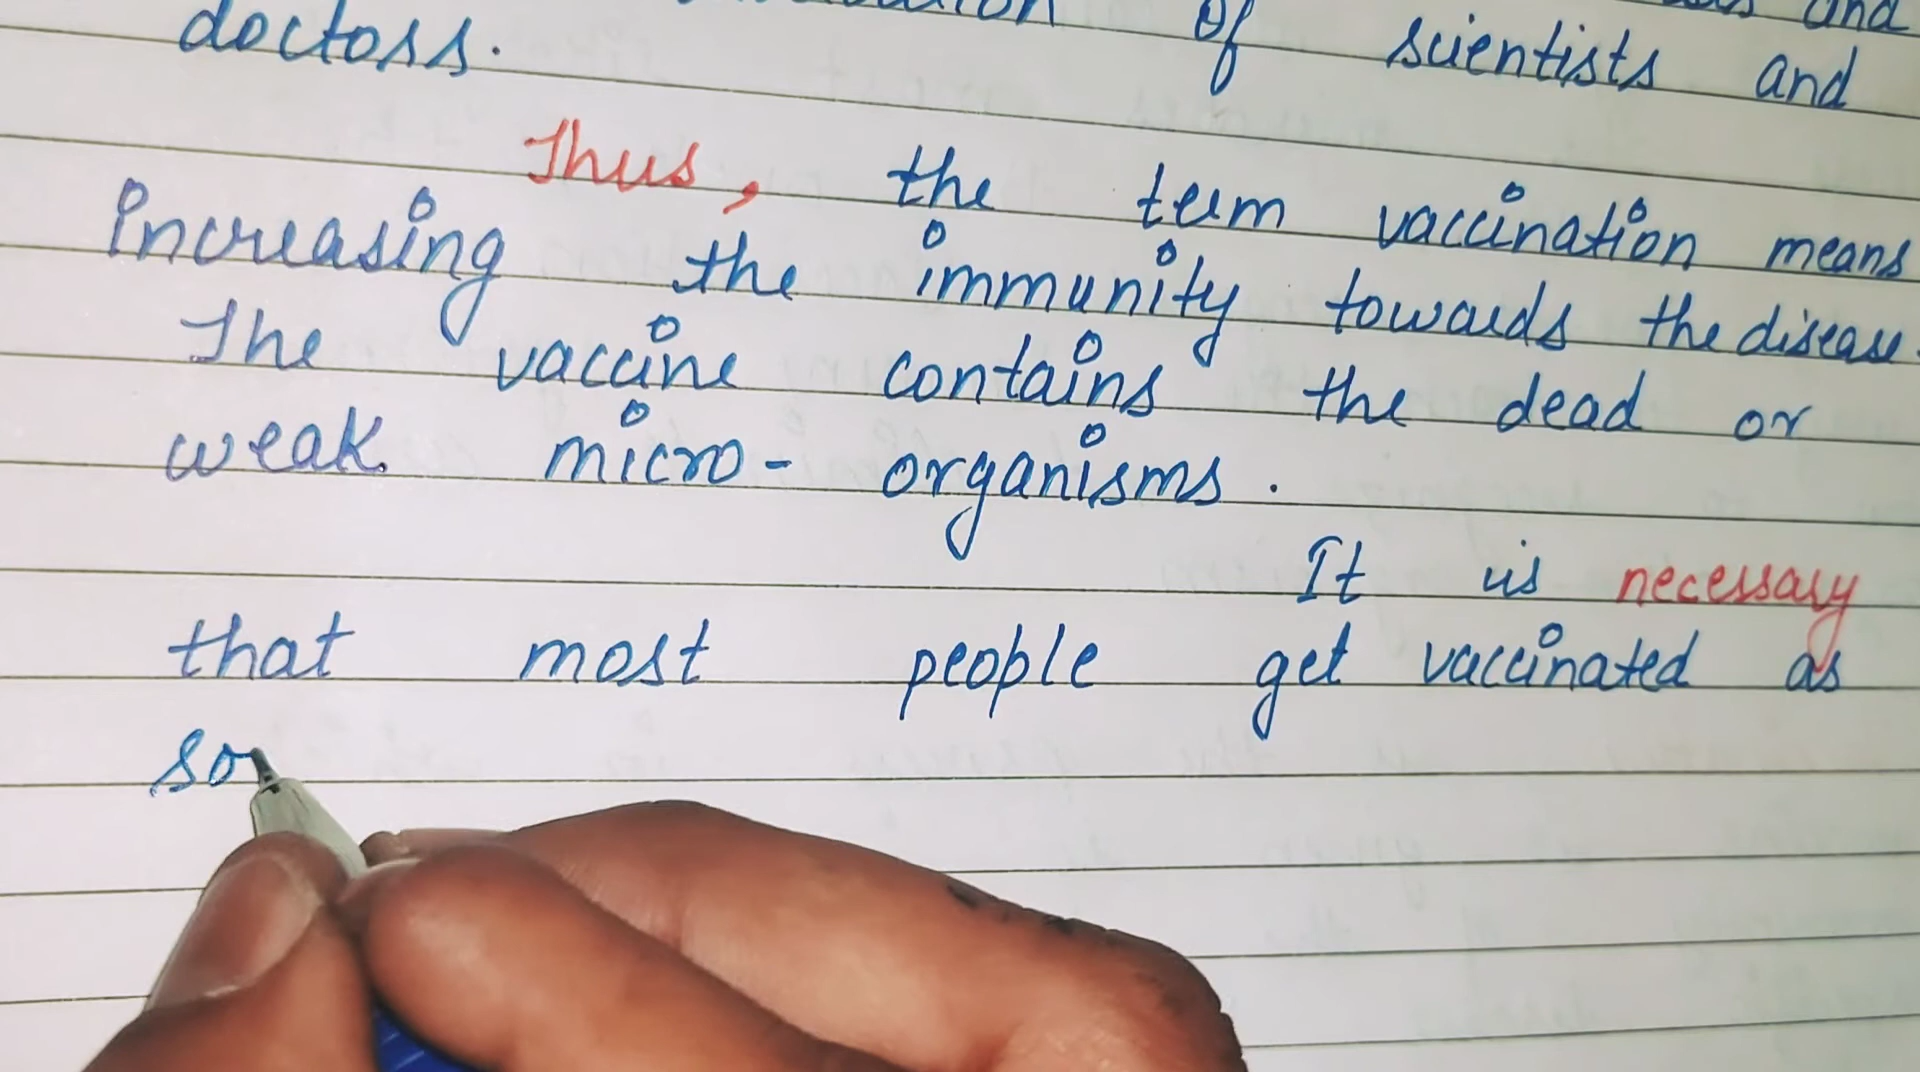 and
of scientists and
doctors.
Thus, the term vaccination means
increasing the immunity towards the disease.
The vaccine contains the dead or
weak micro- organisms.
It is necessary
that most people get vaccinated as
so